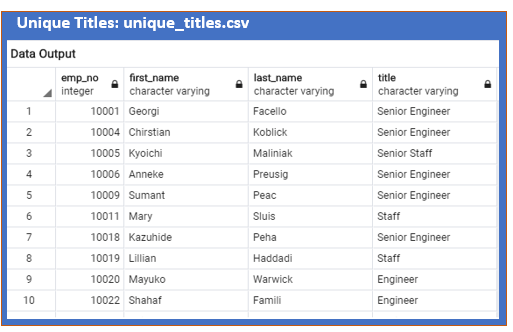 Unique Titles: unique_titles.csv
Data Output
emp_no first_name last_name title
integer character varying character varying character varying
1 10001 Georgi Facello Senior Engineer
2 10004 Chirstian Koblick Senior Engineer
3 10005 Kyoichi Maliniak Senior Staff
4 10006 Anneke Preusig Senior Engineer
5 10009 Sumant Peac Senior Engineer
6 10011 Mary Sluis Staff
7 10018 Kazuhide Peha Senior Engineer
8 10019 Lillian Haddadi Staff
9 10020 Mayuko Warwick Engineer
10 10022 Shahaf Famili Engineer